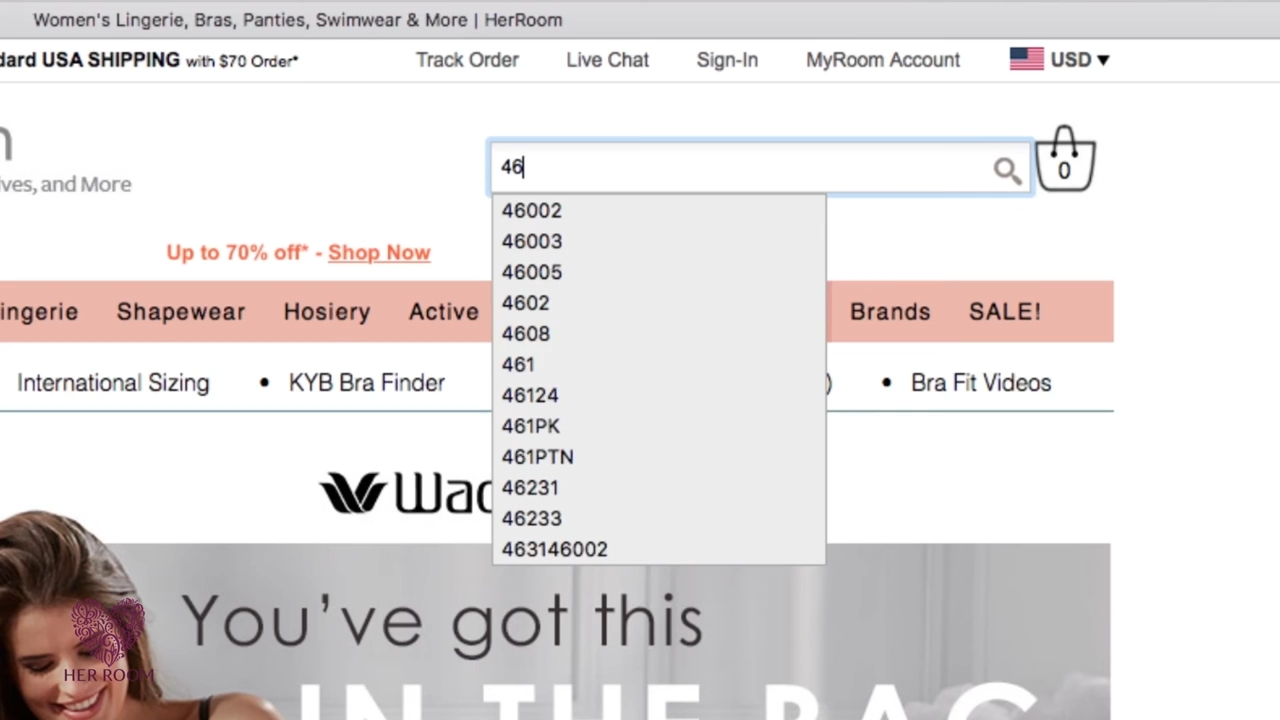 Women's Lingerie, Bras, Panties, Swimwear & More | HerRoom
USA SHIPPING with $70 Order*
Track Order
Live Chat
Sign-In
MyRoom Account
USD ▼
46
0
and More
46002
46003
46005
4602
4608
461
46124
461PK
461PTN
46231
46233
463146002
Up to 70% off* - Shop Now
Shapewear
Hosiery
Active
Brands
SALE!
International Sizing
• KYB Bra Finder
)
• Bra Fit Videos
You've got this
IN THE
HER ROOM